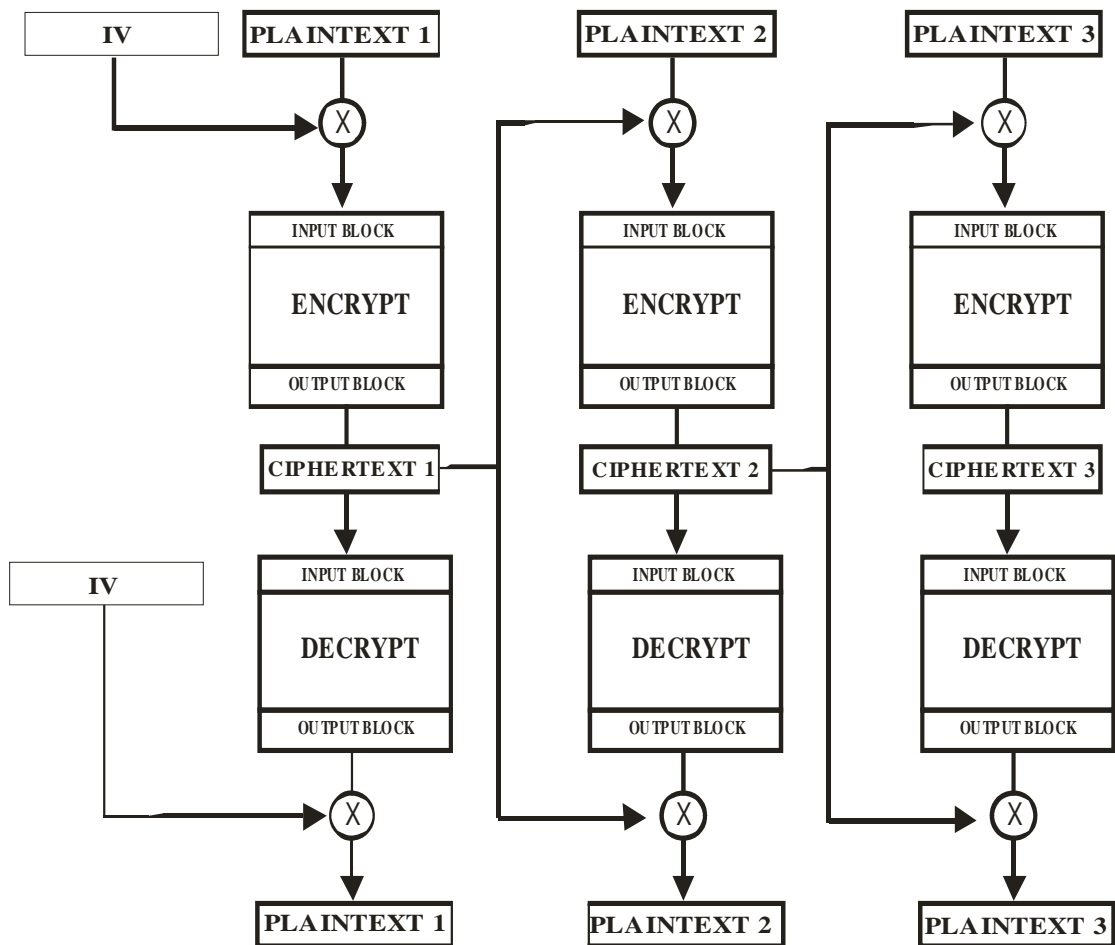 IV
PLAINTEXT 1
PLAINTEXT 2
PLAINTEXT 3
X
X
X
INPUT BLOCK
INPUT BLOCK
INPUT BLOCK
ENCRYPT
ENCRYPT
ENCRYPT
OUTPUT BLOCK
OUTPUT BLOCK
OUTPUT BLOCK
CIPHERTEXT 1
CIPHERTEXT 2
CIPHERTEXT 3
IV
INPUT BLOCK
INPUT BLOCK
INPUT BLOCK
DECRYPT
DECRYPT
DECRYPT
OUTPUT BLOCK
OUTPUT BLOCK
OUTPUT BLOCK
X
X
X
PLAINTEXT 1
PLAINTEXT 2
PLAINTEXT 3